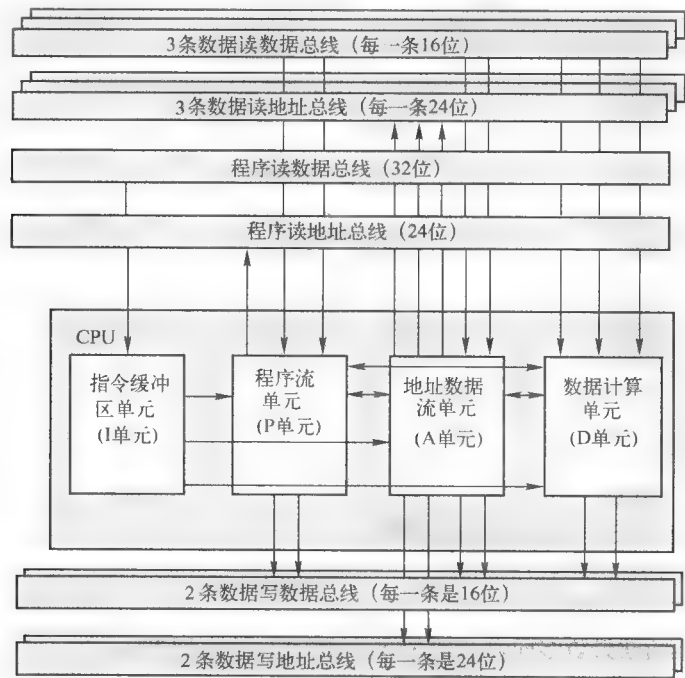 3条数据读数据总线（每一条16位）
3条数据读地址总线（每一条24位）
程序读数据总线（32位）
程序读地址总线（24位）
CPU
指令缓冲
区单元
(I单元)
程序流
单元
(P单元)
地址数据
流单元
(A单元)
数据计算
单元
(D单元)
2条数据写数据总线（每一条是16位）
2条数据写地址总线（每一条是24位）